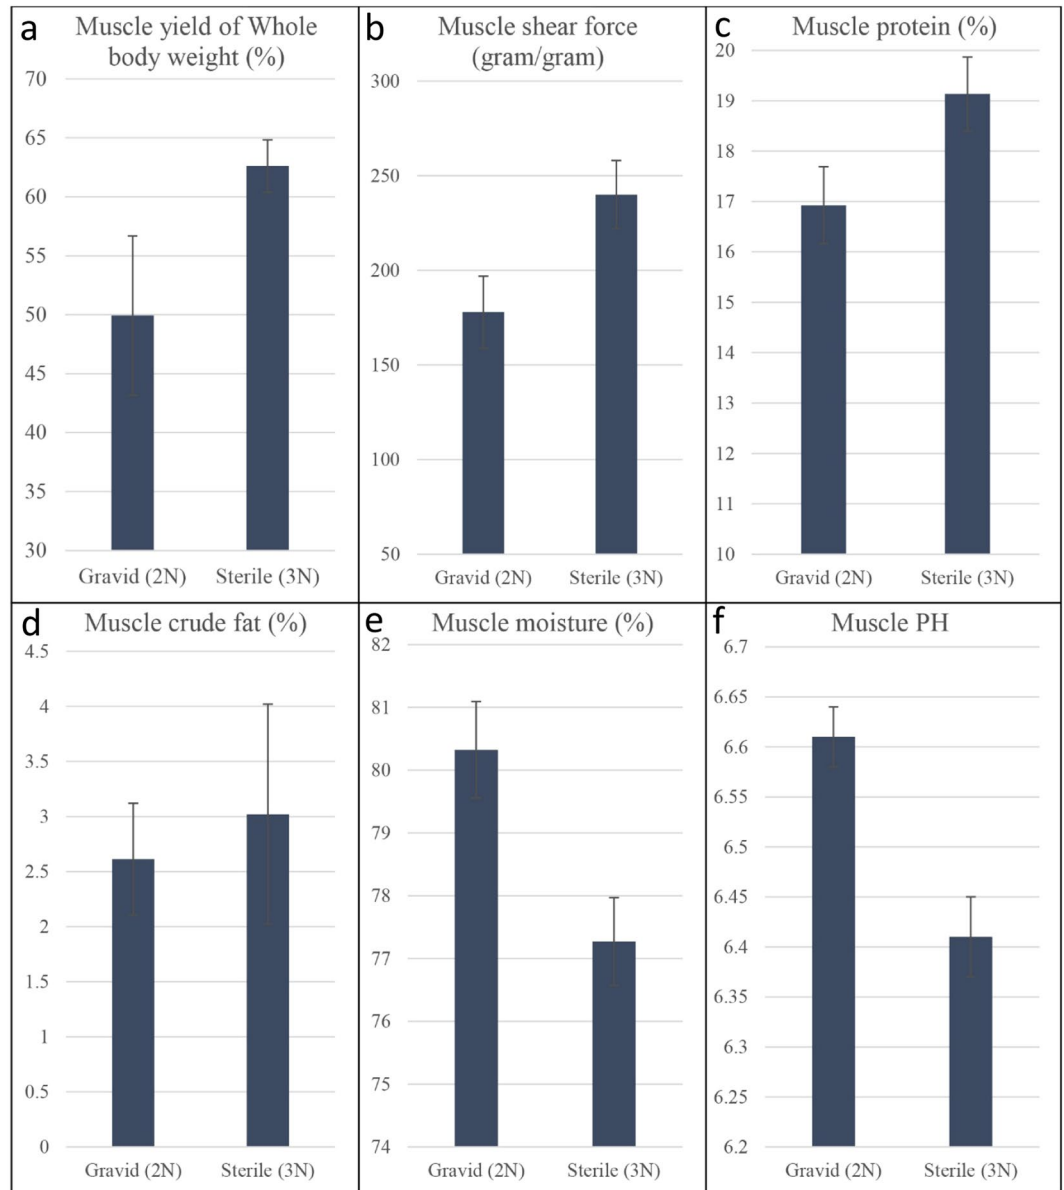 a
Muscle yield of Whole
body weight (%)
70
65
60
55
50
45
40
35
30
Gravid (2N) Sterile (3N)
b
Muscle shear force
(gram/gram)
300
250
200
150
100
50
Gravid (2N) Sterile (3N)
c
Muscle protein (%)
20
19
18
17
16
15
14
13
12
11
10
Gravid (2N) Sterile (3N)
d
Muscle crude fat (%)
4.5
4
3.5
3
2.5
2
1.5
1
0.5
0
Gravid (2N) Sterile (3N)
e
Muscle moisture (%)
82
81
80
79
78
77
76
75
74
Gravid (2N) Sterile (3N)
f
Muscle PH
6.7
6.65
6.6
6.55
6.5
6.45
6.4
6.35
6.3
6.25
6.2
Gravid (2N) Sterile (3N)